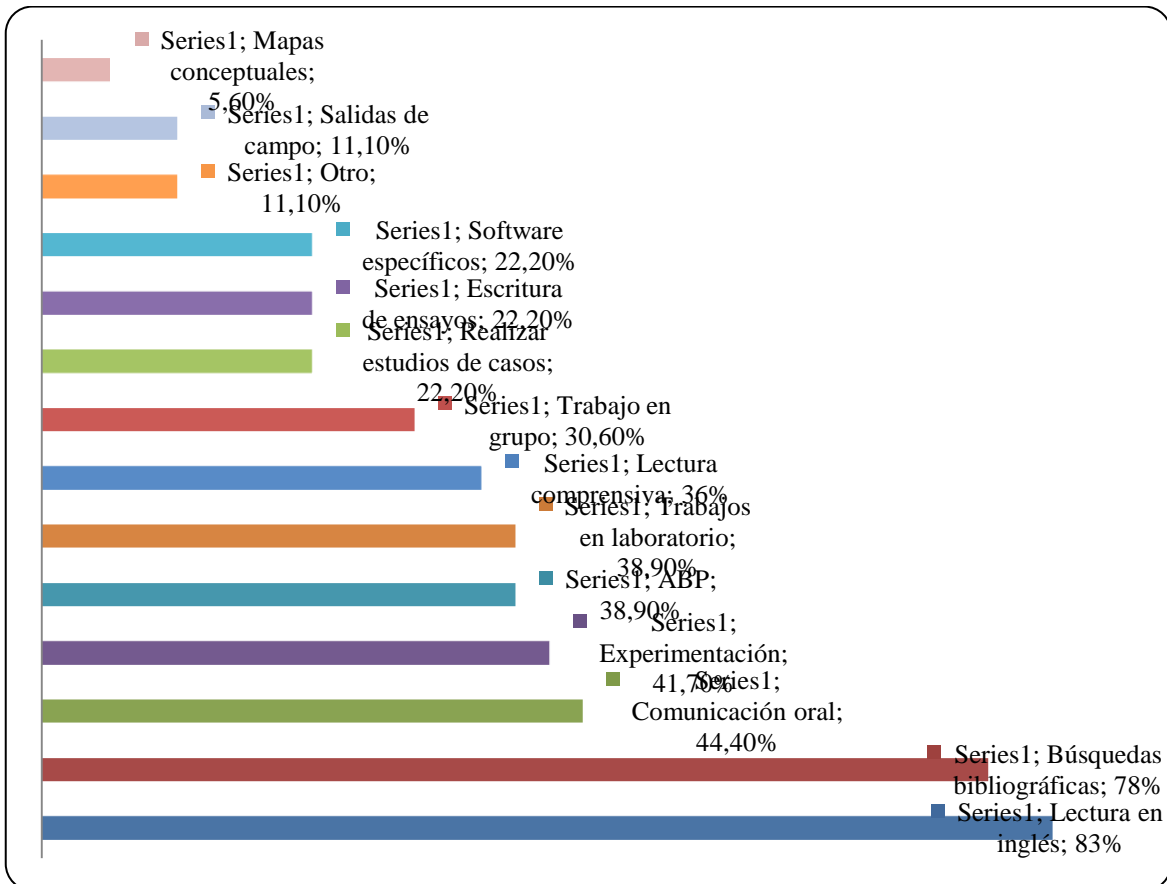 Series1; Mapas
conceptuales;
5,60%
Series1; Salidas de
campo; 11,10%
Series1; Otro;
11,10%
Series1; Software
específicos; 22,20%
Series1; Escritura
de ensayos; 22,20%
Series1; Realizar
estudios de casos;
22,20%
Series1; Trabajo en
grupo; 30,60%
Series1; Lectura
comprensiva; 36%
Series1; Trabajos
en laboratorio;
38,90%
Series1; ABP;
38,90%
Series1;
Experimentación;
41,70%
Series1;
Comunicación oral;
44,40%
Series1; Búsquedas
bibliográficas; 78%
Series1; Lectura en
inglés; 83%